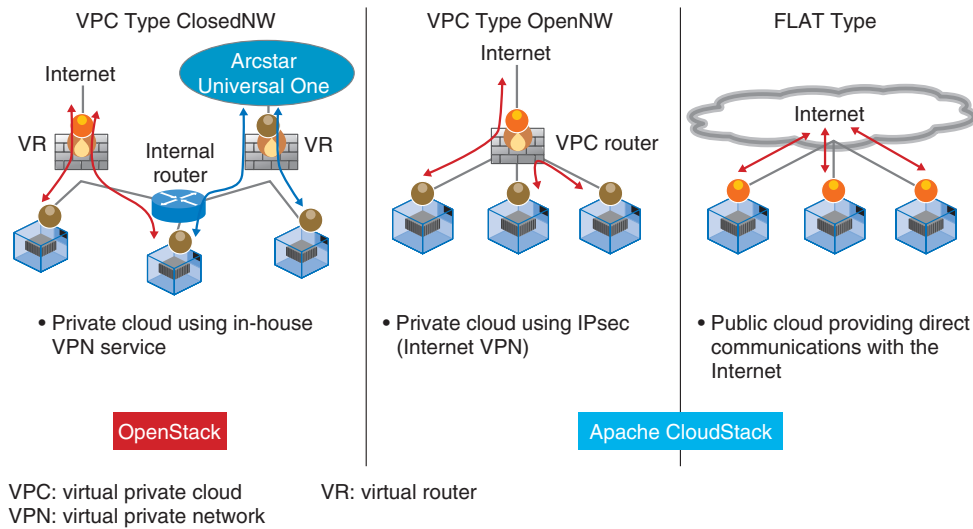 VPC Type ClosedNW
Internet
Arcstar
Universal One
VR
Internal
router
VR
• Private cloud using in-house
VPN service
OpenStack
VPC Type OpenNW
Internet
VPC router
• Private cloud using IPsec
(Internet VPN)
FLAT Type
Internet
• Public cloud providing direct
communications with the
Internet
Apache CloudStack
VPC: virtual private cloud
VR: virtual router
VPN: virtual private network